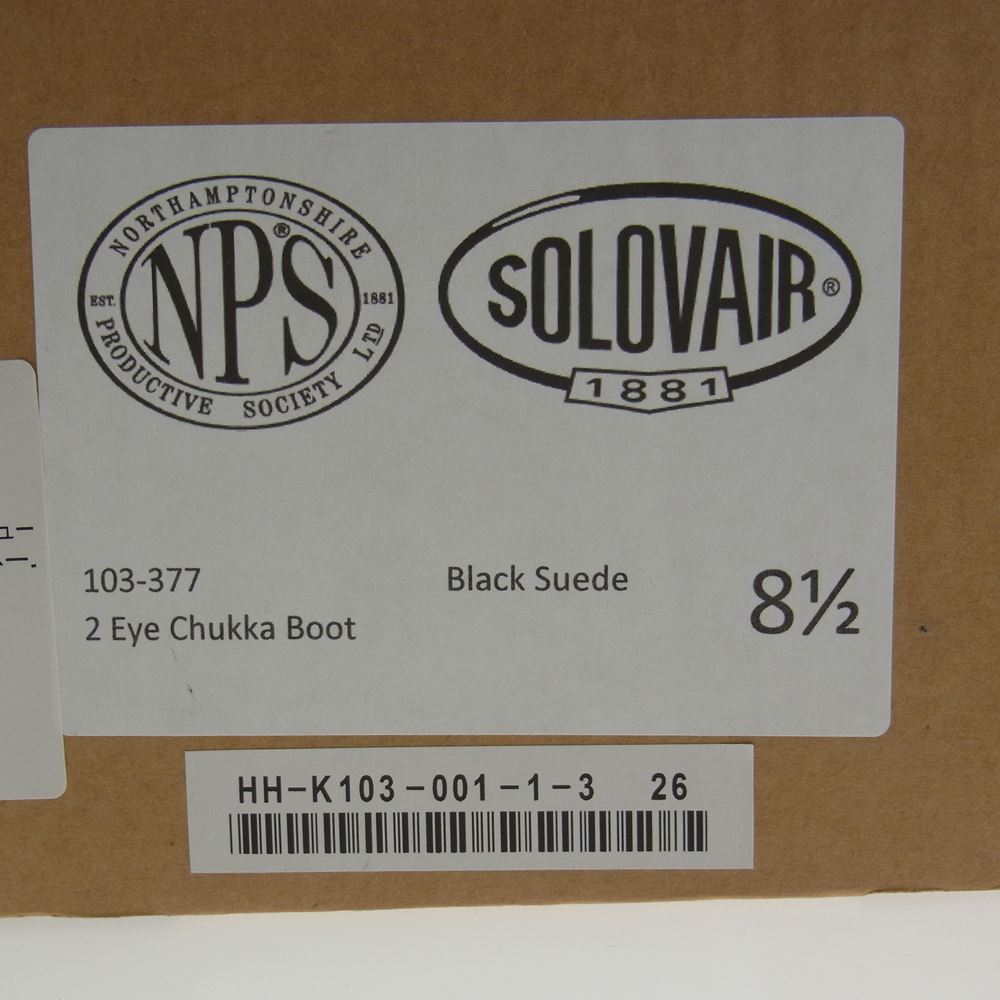 NORTHAMPTONSHIRE
NPS®
EST. 1881
PRODUCTIVE SOCIETY LTD
SOLOVAIR®
1881
103-377 Black Suede 8½
2 Eye Chukka Boot
HH-K103-001-1-3 26